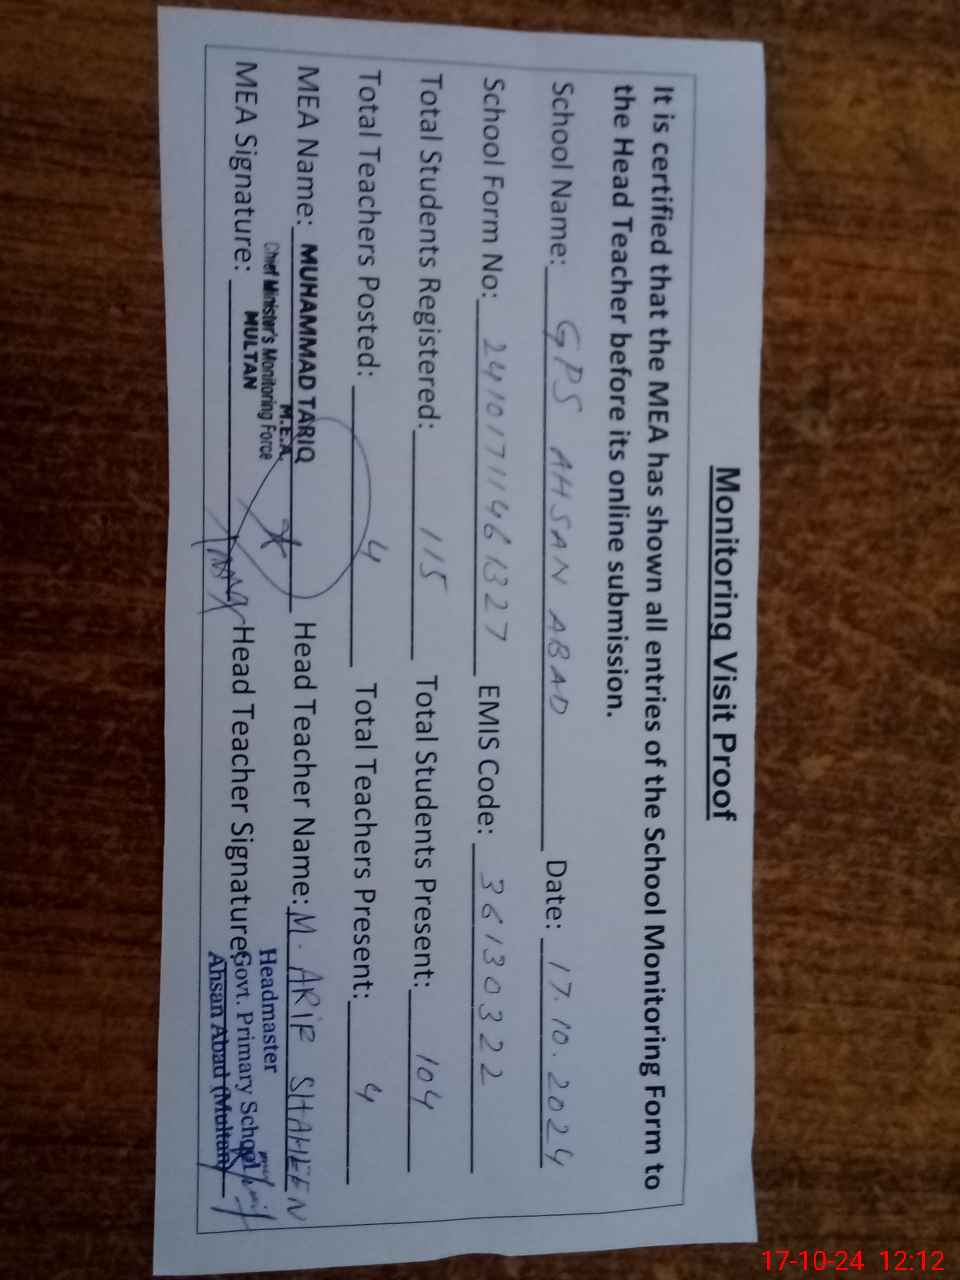 Monitoring Visit Proof
It is certified that the MEA has shown all entries of the School Monitoring Form to
the Head Teacher before its online submission.
School Name: GPS AHSAN ABAD Date: 17.10.2024
School Form No: 24101711461327 EMIS Code: 36130322
Total Students Registered: 115 Total Students Present: 104
Total Teachers Posted: 4 Total Teachers Present: 4
MEA Name: MUHAMMAD TARIQ Head Teacher Name: M. ARIF SHAHEEN
M.E.A.
Chief Minister's Monitoring Force
MULTAN
MEA Signature: Head Teacher Signature:
Headmaster
Govt. Primary School
Ahsan Abad (Multan)
17-10-24 12:12